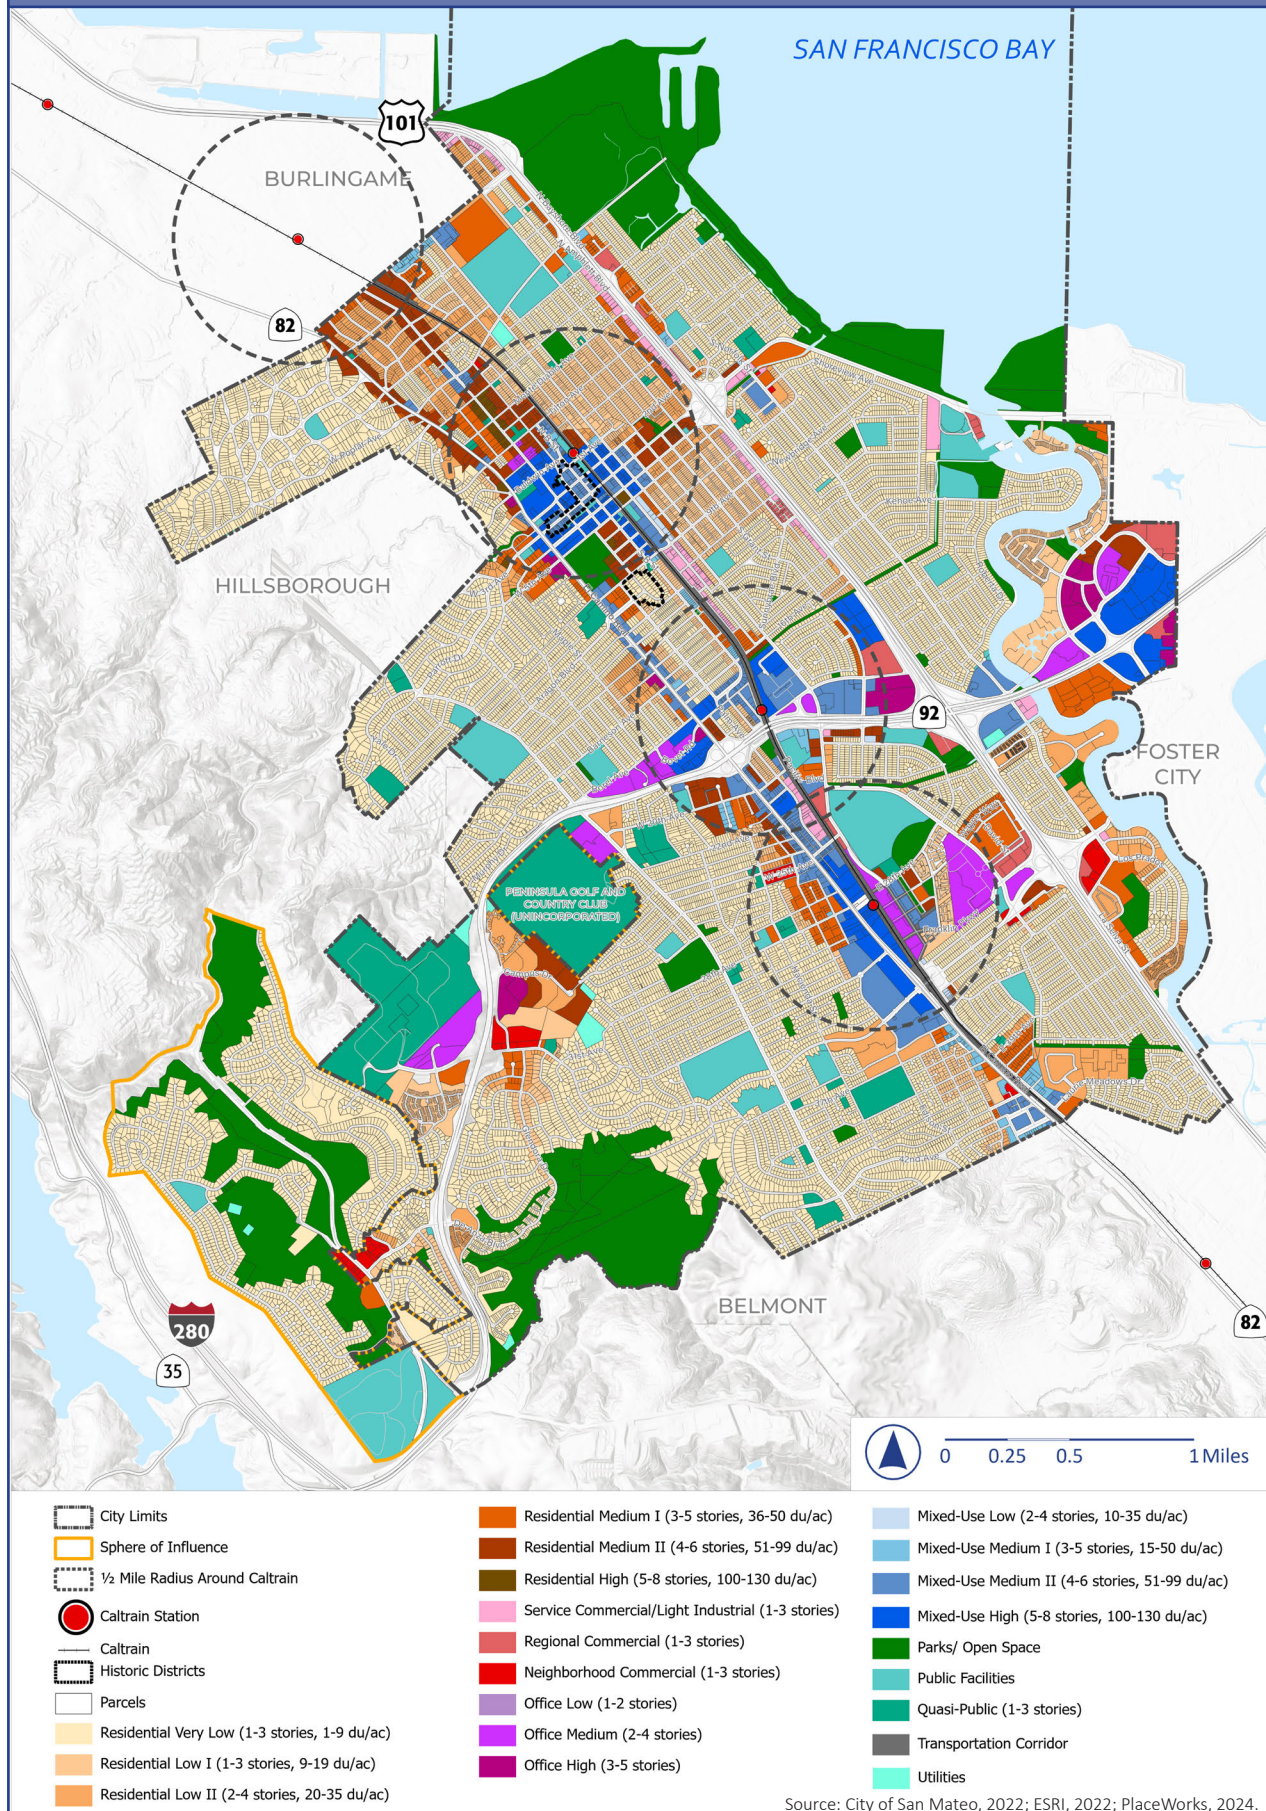 SAN FRANCISCO BAY
101
BURLINGAME
82
HILLSBOROUGH
92
FOSTER
CITY
PENINSULA GOLF AND
COUNTRY CLUB
(UNINCORPORATED)
Campus Dr
BELMONT
280
35
82
0 0.25 0.5 1 Miles
City Limits
Sphere of Influence
½ Mile Radius Around Caltrain
Caltrain Station
Caltrain
Historic Districts
Parcels
Residential Very Low (1-3 stories, 1-9 du/ac)
Residential Low I (1-3 stories, 9-19 du/ac)
Residential Low II (2-4 stories, 20-35 du/ac)
Residential Medium I (3-5 stories, 36-50 du/ac)
Residential Medium II (4-6 stories, 51-99 du/ac)
Residential High (5-8 stories, 100-130 du/ac)
Service Commercial/Light Industrial (1-3 stories)
Regional Commercial (1-3 stories)
Neighborhood Commercial (1-3 stories)
Office Low (1-2 stories)
Office Medium (2-4 stories)
Office High (3-5 stories)
Mixed-Use Low (2-4 stories, 10-35 du/ac)
Mixed-Use Medium I (3-5 stories, 15-50 du/ac)
Mixed-Use Medium II (4-6 stories, 51-99 du/ac)
Mixed-Use High (5-8 stories, 100-130 du/ac)
Parks/ Open Space
Public Facilities
Quasi-Public (1-3 stories)
Transportation Corridor
Utilities
Source: City of San Mateo, 2022; ESRI, 2022; PlaceWorks, 2024.